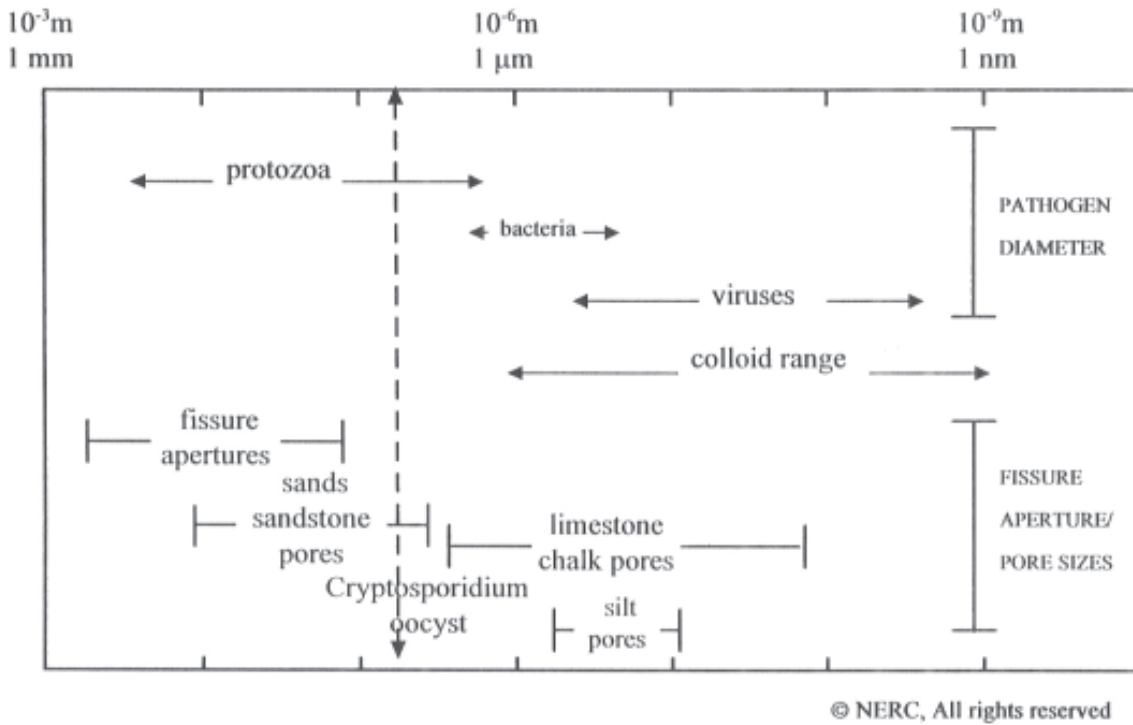 10⁻³m
1 mm
10⁻⁶m
1 μm
10⁻⁹m
1 nm
protozoa
bacteria
viruses
colloid range
PATHOGEN
DIAMETER
fissure
apertures
sands
sandstone
pores
limestone
chalk pores
Cryptosporidium
oocyst
silt
pores
FISSURE
APERTURE/
PORE SIZES
© NERC, All rights reserved